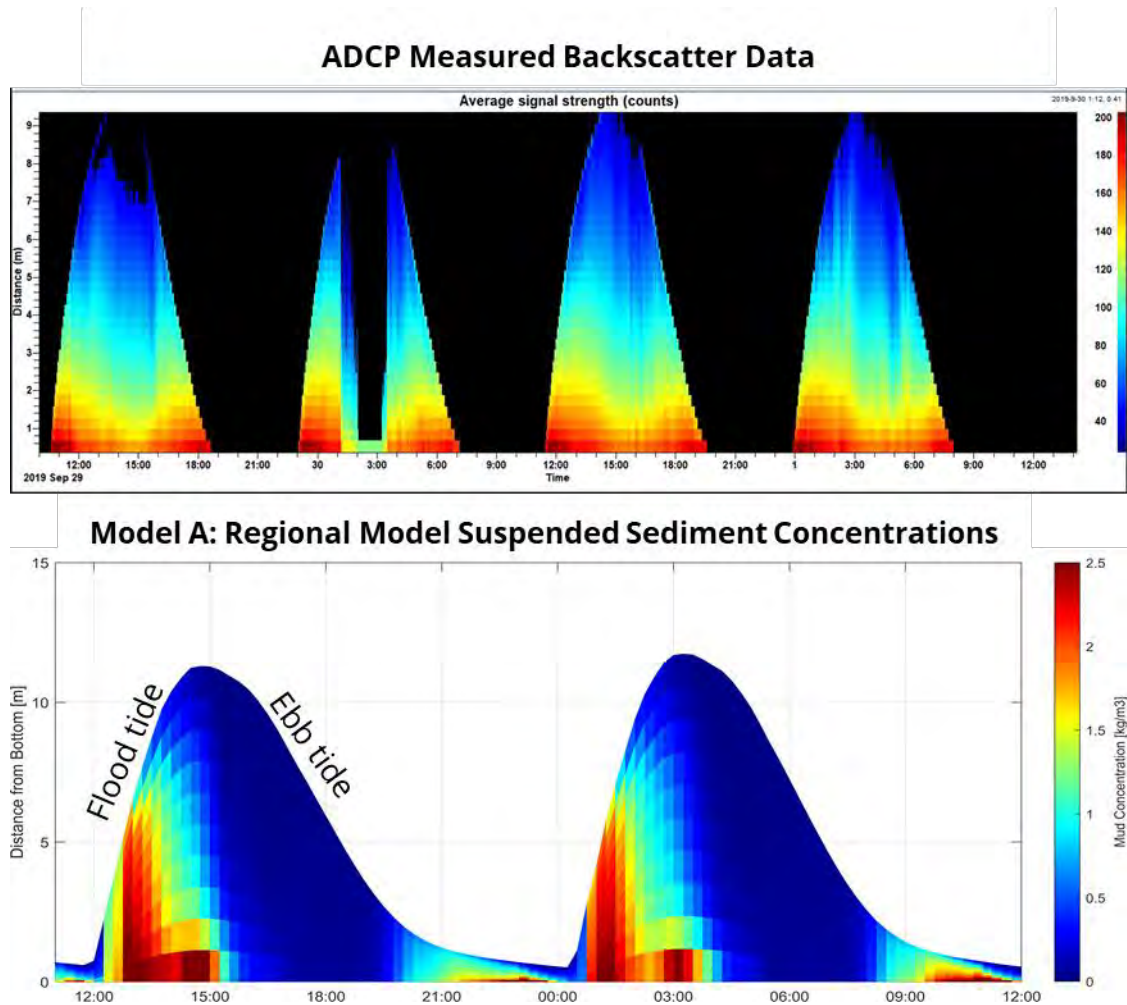 ADCP Measured Backscatter Data
Average signal strength (counts)
2019-9-30 1:12, 0.41
9
8
7
6
5
4
3
2
1
Distance (m)
200
180
160
140
120
100
80
60
40
12:00 15:00 18:00 21:00 30 3:00 6:00 9:00 12:00 15:00 18:00 21:00 1 3:00 6:00 9:00 12:00
2019 Sep 29
Time
Model A: Regional Model Suspended Sediment Concentrations
15
10
5
0
Distance from Bottom [m]
Flood tide
Ebb tide
2.5
2
1.5
1
0.5
0
Mud Concentration [kg/m3]
12:00 15:00 18:00 21:00 00:00 03:00 06:00 09:00 12:00